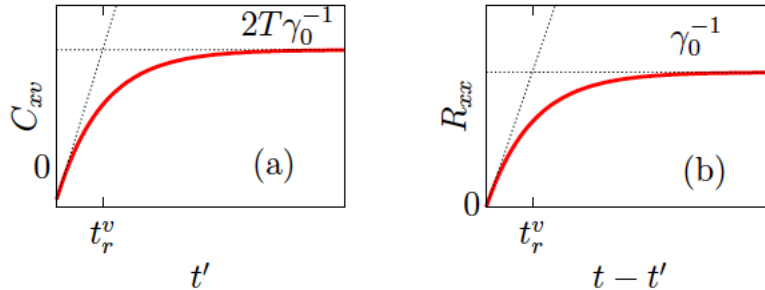 C_{xv}
2Tγ_0^{-1}
0
(a)
t_r^v
t′
R_{xx}
γ_0^{-1}
0
(b)
t_r^v
t − t′